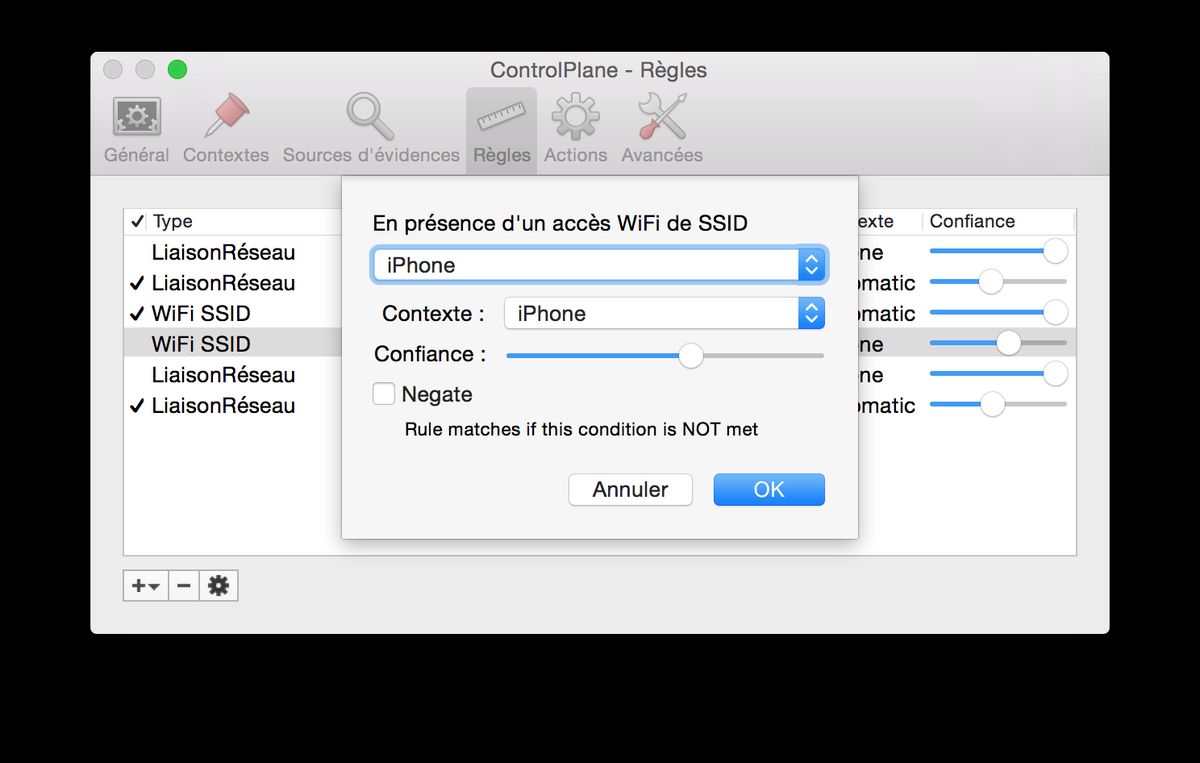 ControlPlane - Règles
Général Contextes Sources d'évidences Règles Actions Avancées
En présence d'un accès WiFi de SSID
iPhone
Contexte : iPhone
Confiance :
Negate
Rule matches if this condition is NOT met
Annuler OK
Type exte Confiance
LiaisonRéseau ne
LiaisonRéseau omatic
WiFi SSID omatic
WiFi SSID ne
LiaisonRéseau ne
LiaisonRéseau omatic